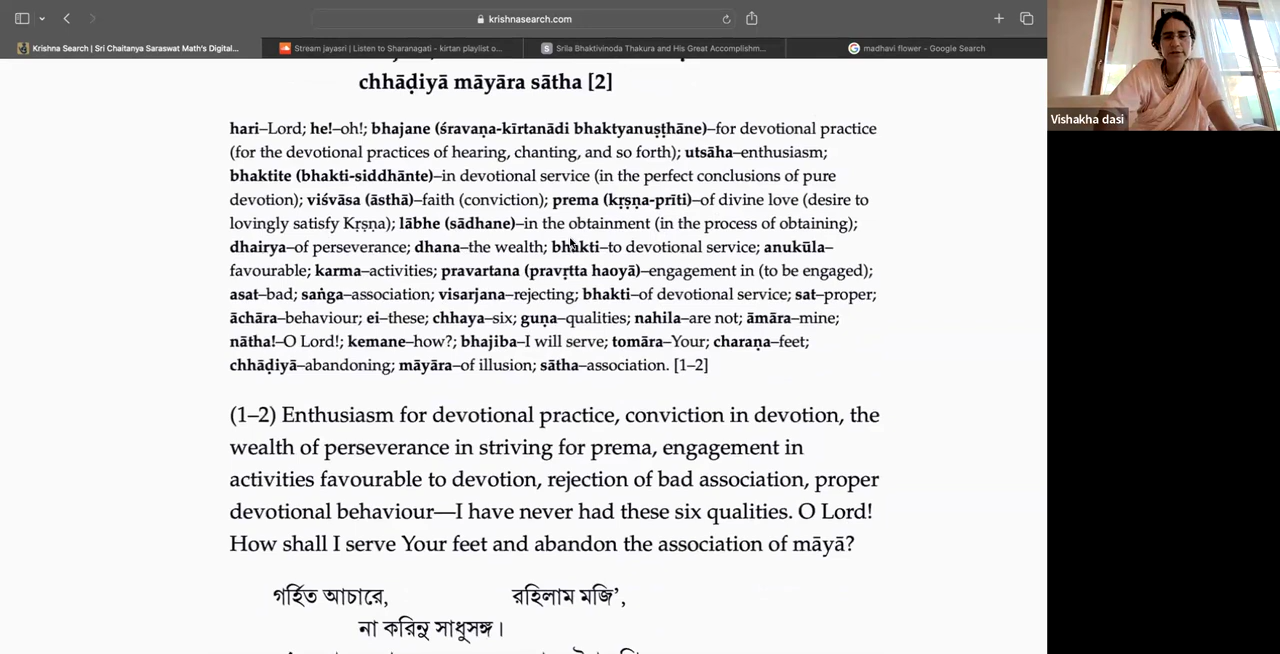 krishnasearch.com
Krishna Search | Sri Chaitanya Saraswat Math's Digital...
Stream jayasri | Listen to Sharanagati - kirtan playlist o...
S
Srila Bhaktivinoda Thakura and His Great Accomplishm...
madhavi flower - Google Search
Vishakha dasi
chhāḍiyā māyāra sātha [2]
hari–Lord; he!–oh!; bhajane (śravaṇa-kīrtanādi bhaktyanuṣṭhāne)–for devotional practice
(for the devotional practices of hearing, chanting, and so forth); utsāha–enthusiasm;
bhaktite (bhakti-siddhānte)–in devotional service (in the perfect conclusions of pure
devotion); viśvāsa (āsthā)–faith (conviction); prema (kṛṣṇa-prīti)–of divine love (desire to
lovingly satisfy Kṛṣṇa); lābhe (sādhane)–in the obtainment (in the process of obtaining);
dhairya–of perseverance; dhana–the wealth; bhakti–to devotional service; anukūla–
favourable; karma–activities; pravartana (pravṛtta haoyā)–engagement in (to be engaged);
asat–bad; saṅga–association; visarjana–rejecting; bhakti–of devotional service; sat–proper;
āchāra–behaviour; ei–these; chhaya–six; guṇa–qualities; nahila–are not; āmāra–mine;
nātha!–O Lord!; kemane–how?; bhajiba–I will serve; tomāra–Your; charaṇa–feet;
chhāḍiyā–abandoning; māyāra–of illusion; sātha–association. [1–2]
(1–2) Enthusiasm for devotional practice, conviction in devotion, the
wealth of perseverance in striving for prema, engagement in
activities favourable to devotion, rejection of bad association, proper
devotional behaviour—I have never had these six qualities. O Lord!
How shall I serve Your feet and abandon the association of māyā?
গর্হিত আচারে, রহিলাম মজি’,
না করিনু সাধুসঙ্গ।